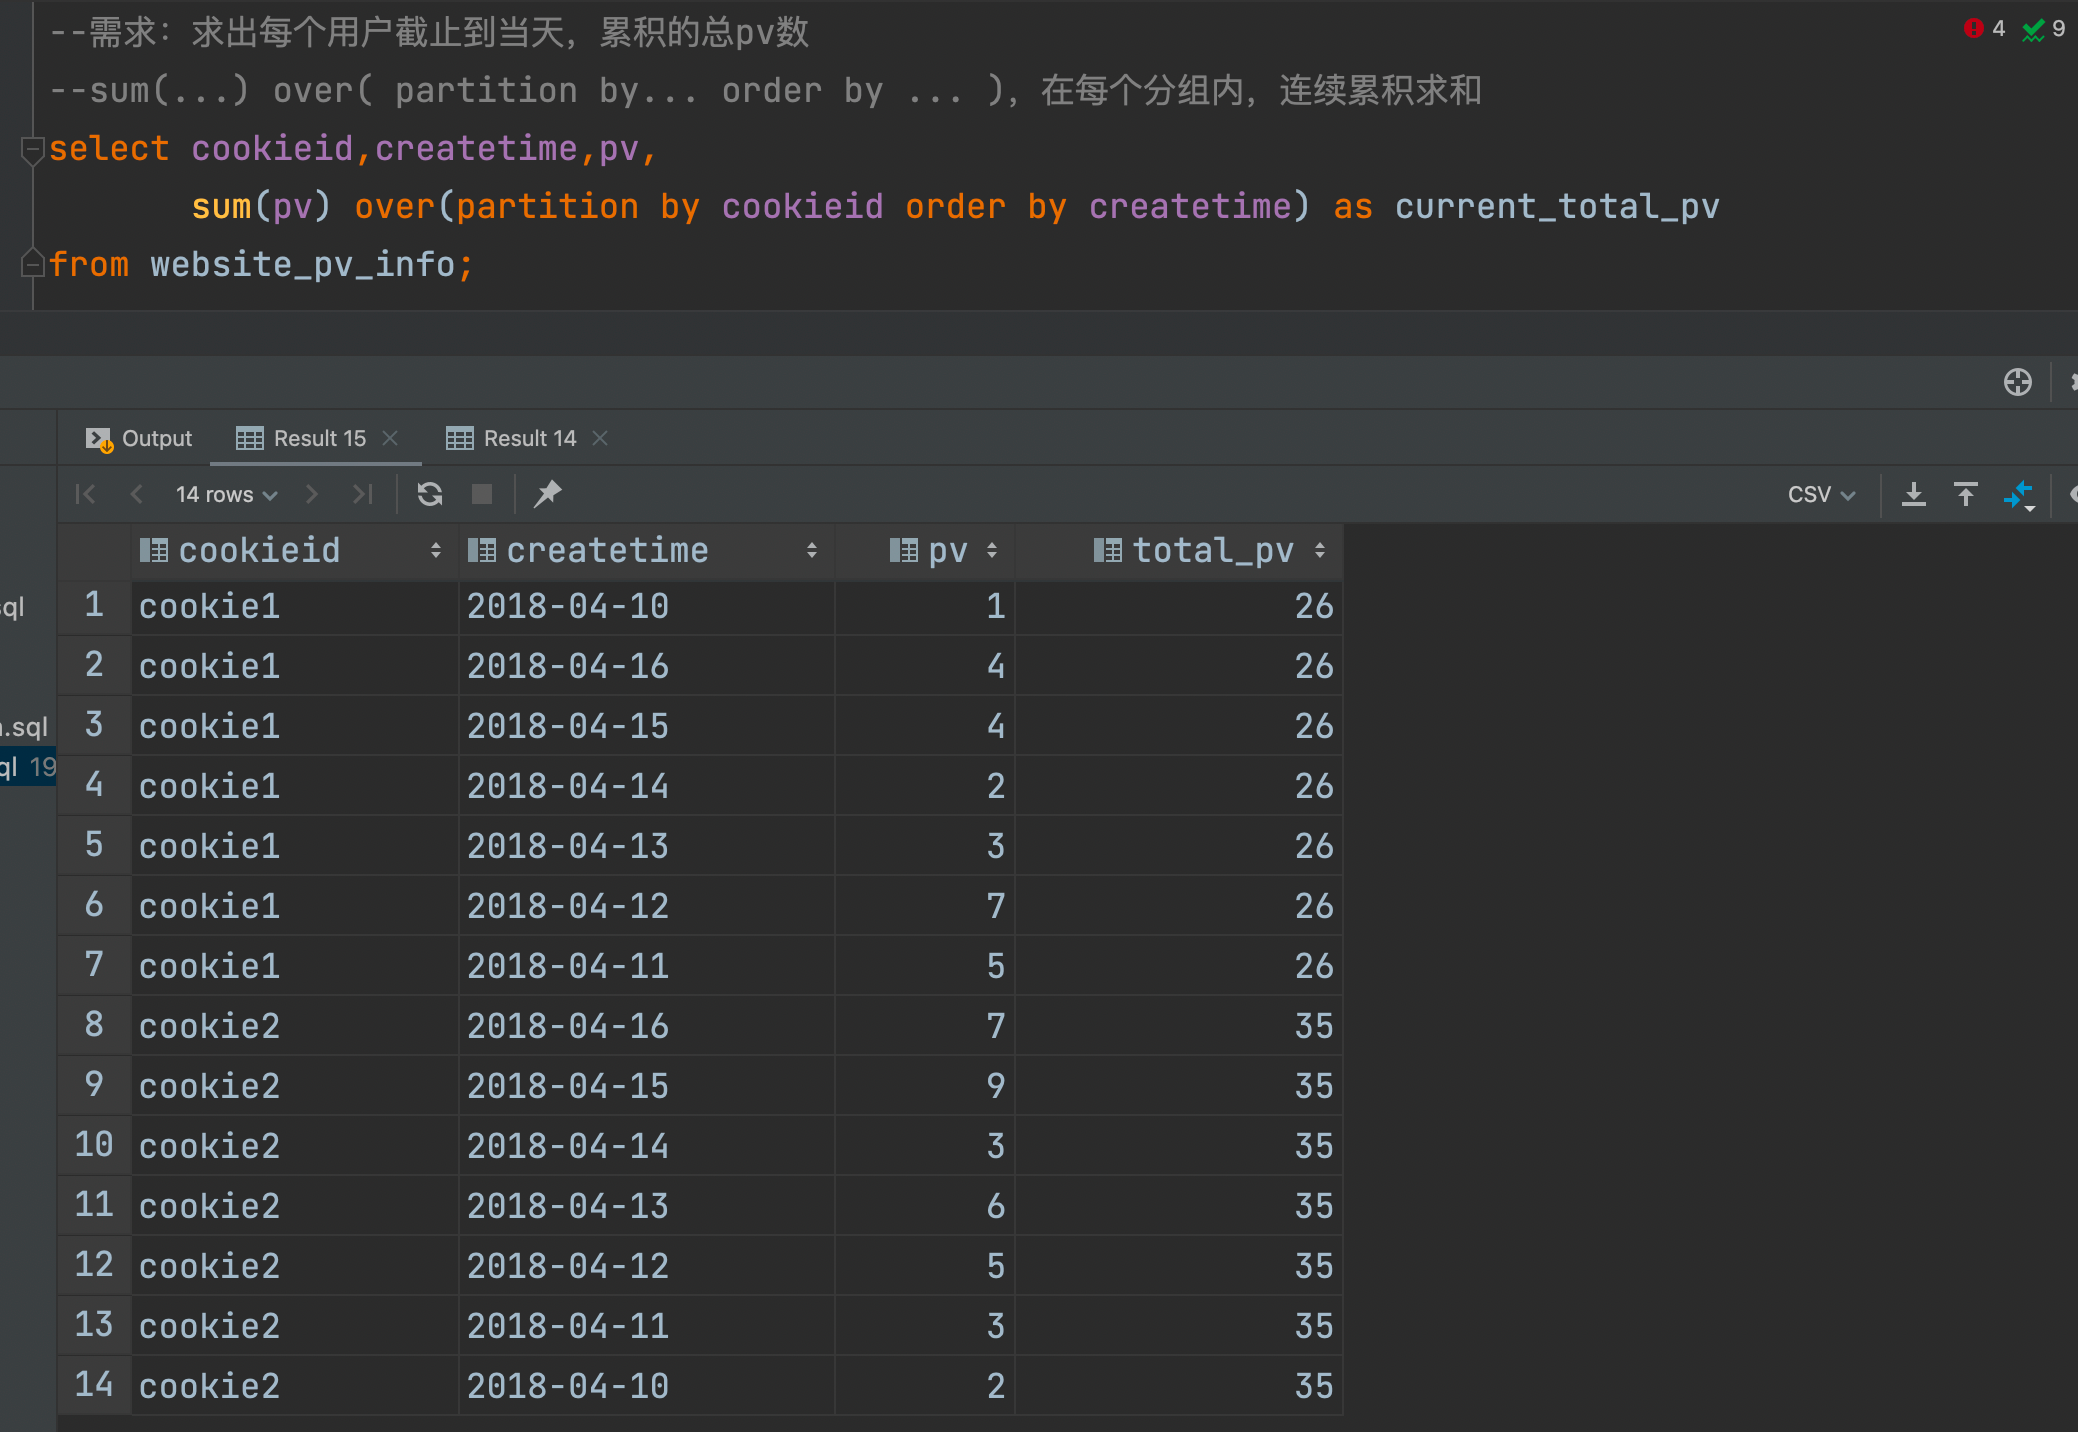 --需求：求出每个用户截止到当天，累积的总pv数
4 9
--sum(...) over( partition by... order by ... )，在每个分组内，连续累积求和
select cookieid,createtime,pv,
sum(pv) over(partition by cookieid order by createtime) as current_total_pv
from website_pv_info;
Output Result 15 Result 14
14 rows CSV
cookieid createtime pv total_pv
1 cookie1 2018-04-10 1 26
2 cookie1 2018-04-16 4 26
3 cookie1 2018-04-15 4 26
4 cookie1 2018-04-14 2 26
5 cookie1 2018-04-13 3 26
6 cookie1 2018-04-12 7 26
7 cookie1 2018-04-11 5 26
8 cookie2 2018-04-16 7 35
9 cookie2 2018-04-15 9 35
10 cookie2 2018-04-14 3 35
11 cookie2 2018-04-13 6 35
12 cookie2 2018-04-12 5 35
13 cookie2 2018-04-11 3 35
14 cookie2 2018-04-10 2 35
ql
.sql
ql 19